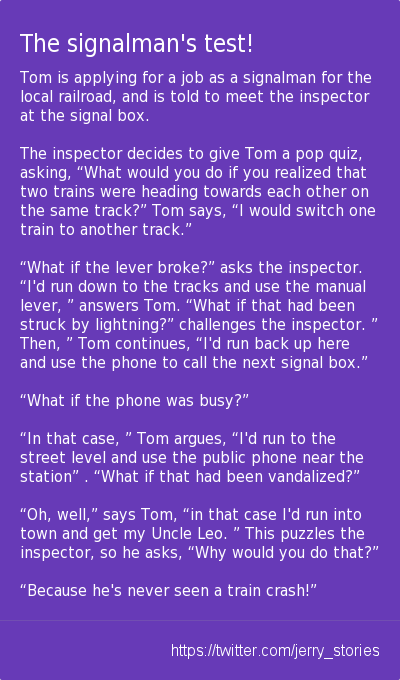 The signalman's test!
Tom is applying for a job as a signalman for the
local railroad, and is told to meet the inspector
at the signal box.
The inspector decides to give Tom a pop quiz,
asking, “What would you do if you realized that
two trains were heading towards each other on
the same track?” Tom says, “I would switch one
train to another track.”
“What if the lever broke?” asks the inspector.
“I'd run down to the tracks and use the manual
lever, ” answers Tom. “What if that had been
struck by lightning?” challenges the inspector. ”
Then, ” Tom continues, “I'd run back up here
and use the phone to call the next signal box.”
“What if the phone was busy?”
“In that case, ” Tom argues, “I'd run to the
street level and use the public phone near the
station” . “What if that had been vandalized?”
“Oh, well,” says Tom, “in that case I'd run into
town and get my Uncle Leo. ” This puzzles the
inspector, so he asks, “Why would you do that?”
“Because he's never seen a train crash!”
https://twitter.com/jerry_stories